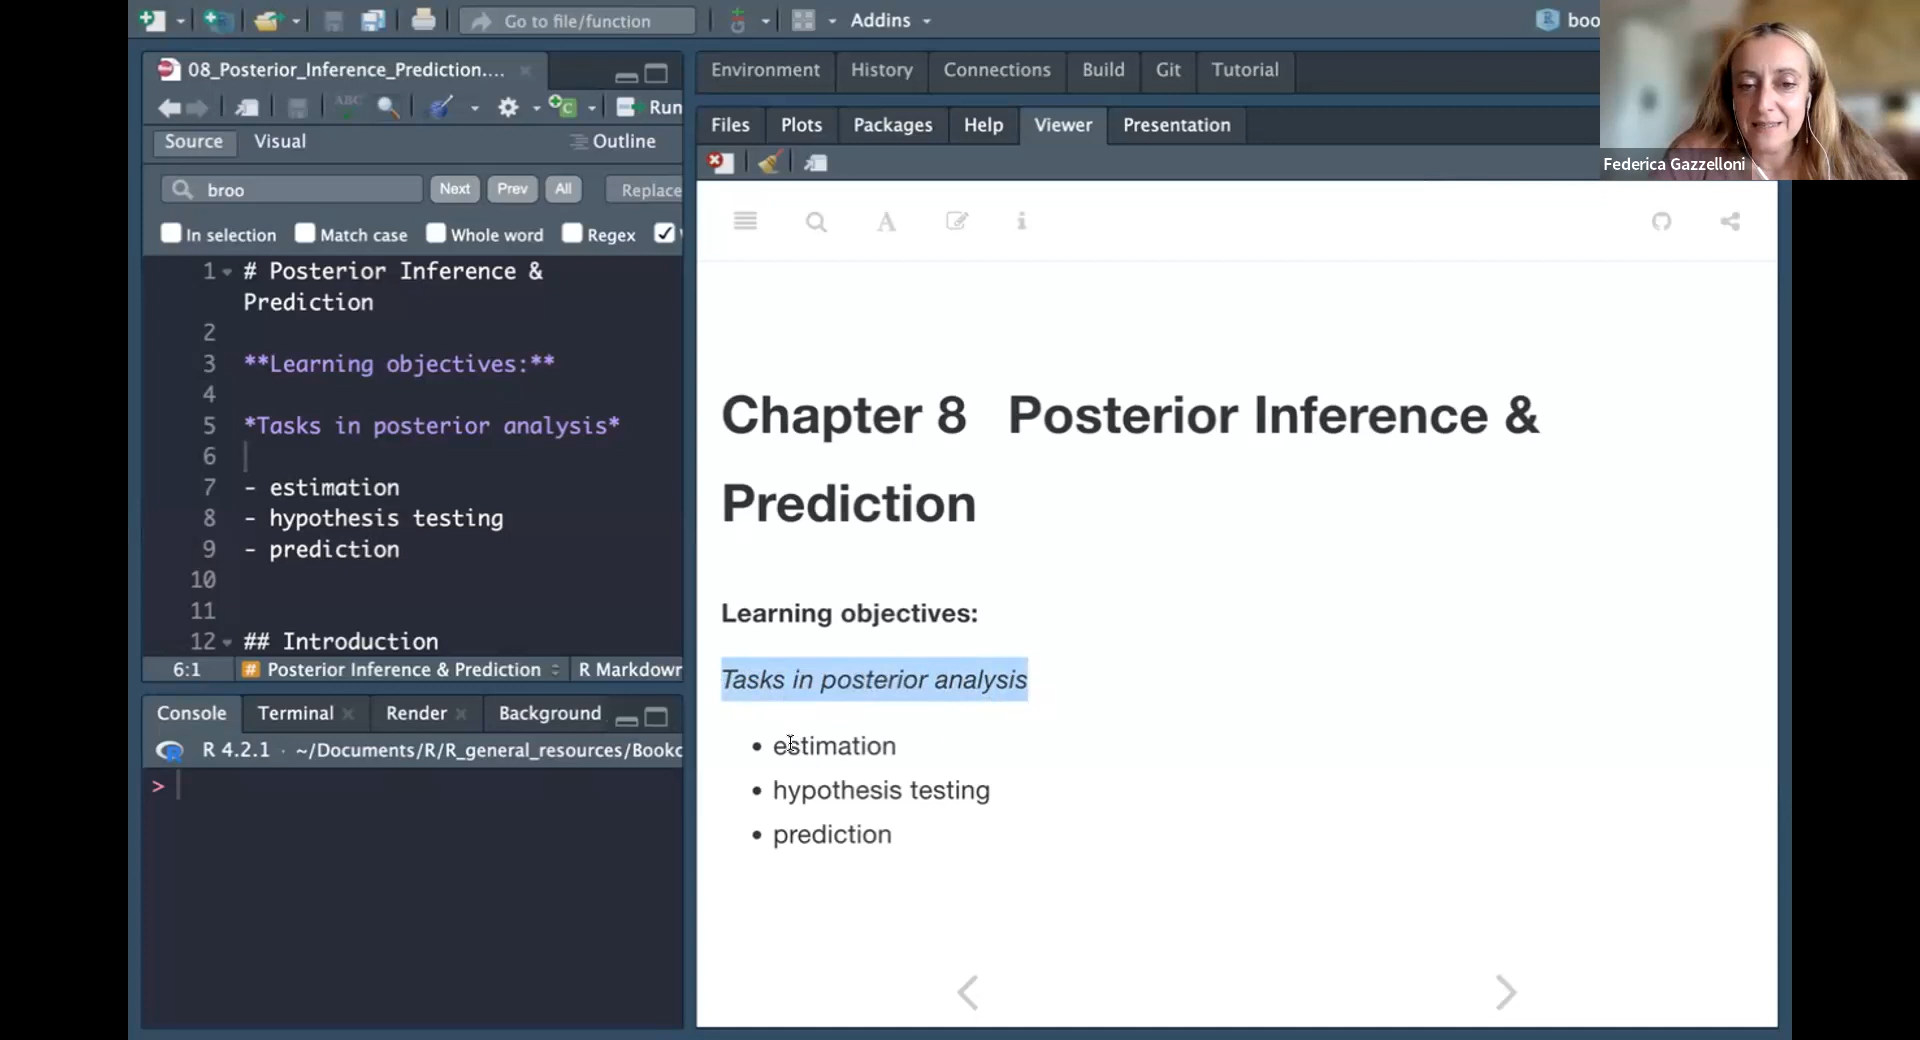 Go to file/function
Addins
boo
08_Posterior_Inference_Prediction....
ABC
Run
Source Visual Outline
broo Next Prev All Replace
In selection Match case Whole word Regex
1 # Posterior Inference &
Prediction
2
3 **Learning objectives:**
4
5 *Tasks in posterior analysis*
6
7 - estimation
8 - hypothesis testing
9 - prediction
10
11
12 ## Introduction
6:1 # Posterior Inference & Prediction R Markdown
Console Terminal Render Background
R 4.2.1 · ~/Documents/R/R_general_resources/Bookc
>
Environment History Connections Build Git Tutorial
Files Plots Packages Help Viewer Presentation
Federica Gazzelloni
Chapter 8 Posterior Inference &
Prediction
Learning objectives:
Tasks in posterior analysis
• estimation
• hypothesis testing
• prediction